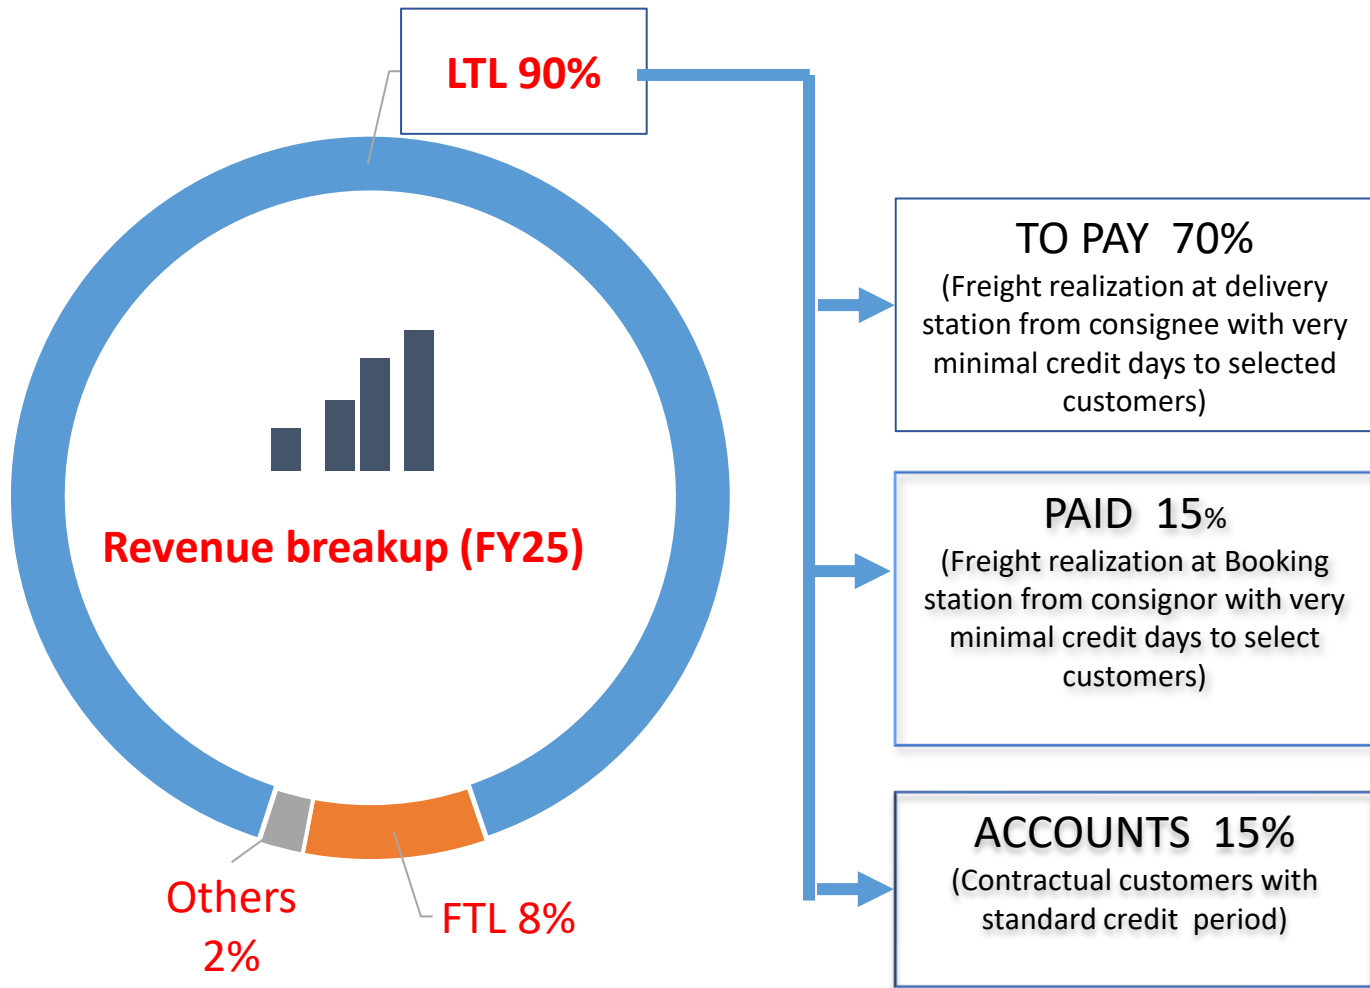 LTL 90%
Revenue breakup (FY25)
Others
2%
FTL 8%
TO PAY 70%
(Freight realization at delivery
station from consignee with very
minimal credit days to selected
customers)
PAID 15%
(Freight realization at Booking
station from consignor with very
minimal credit days to select
customers)
ACCOUNTS 15%
(Contractual customers with
standard credit period)